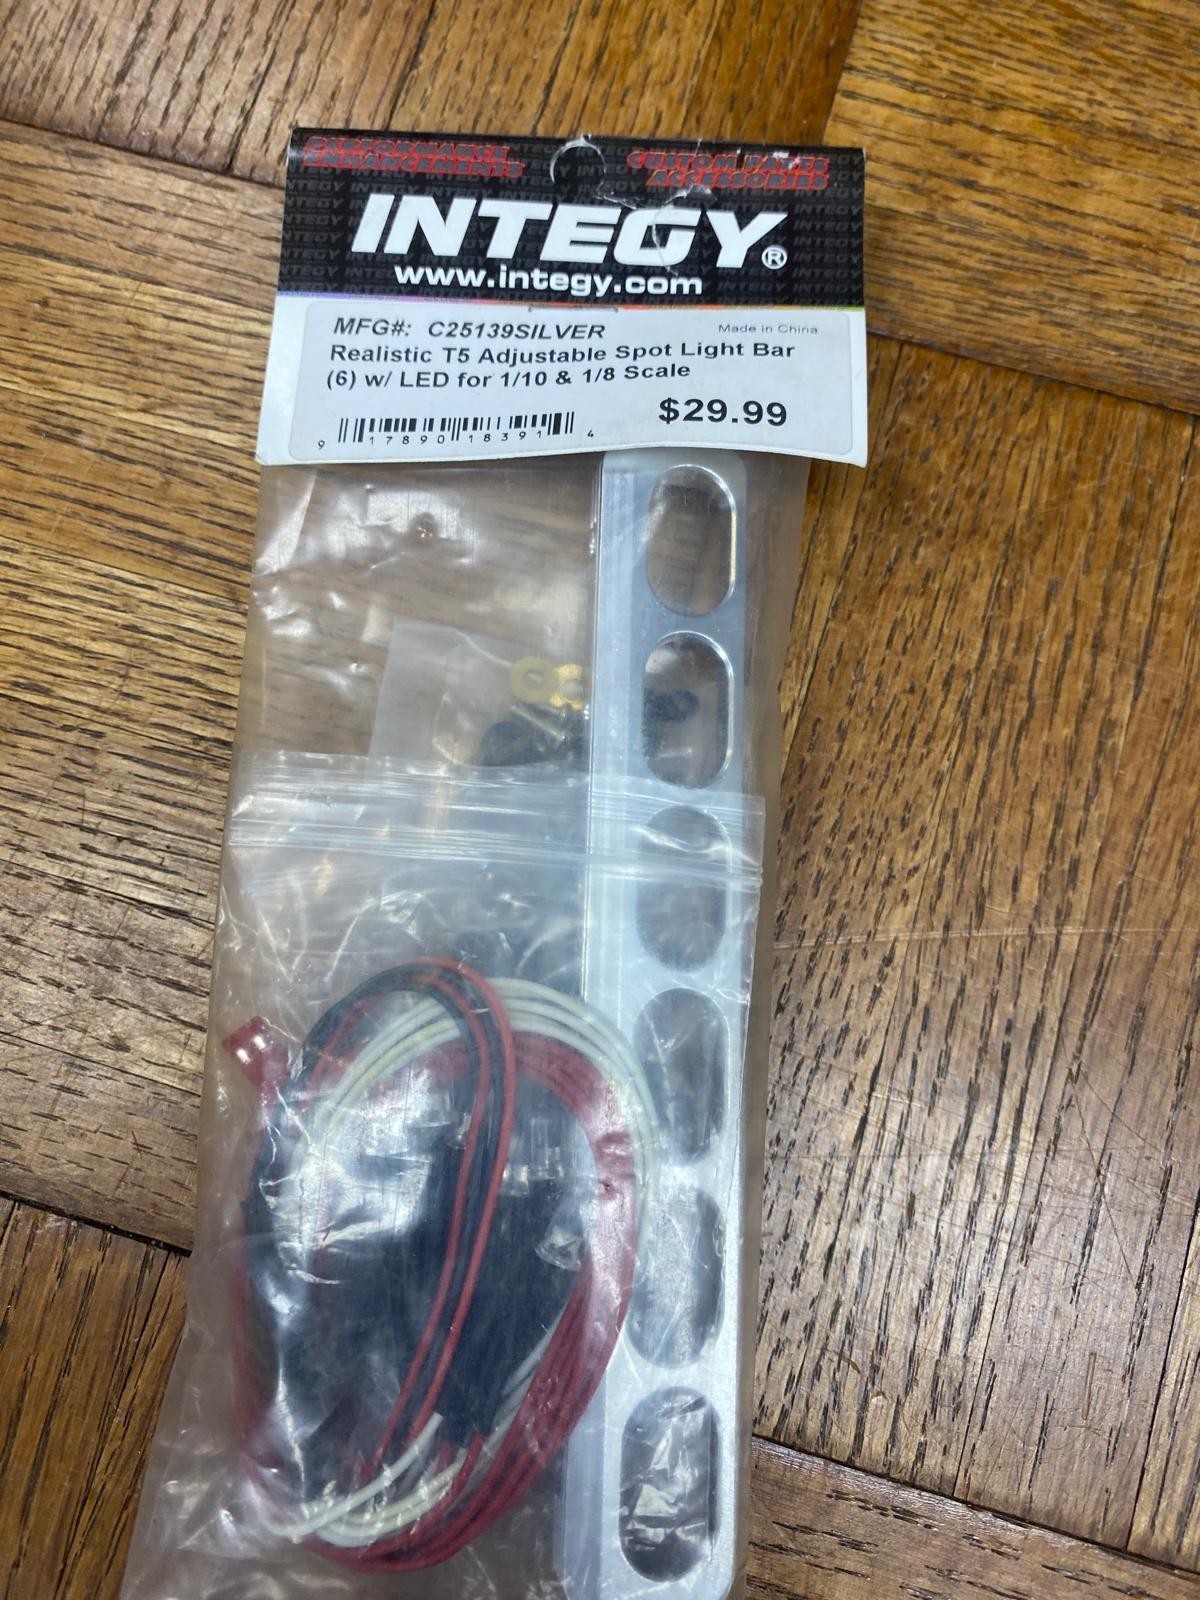 PERFORMANCE
ENHANCEMENTS
CUSTOM PARTS
ACCESSORIES
INTEGY®
www.integy.com
MFG#: C25139SILVER
Made in China
Realistic T5 Adjustable Spot Light Bar
(6) w/ LED for 1/10 & 1/8 Scale
$29.99
9 17890 18391 4